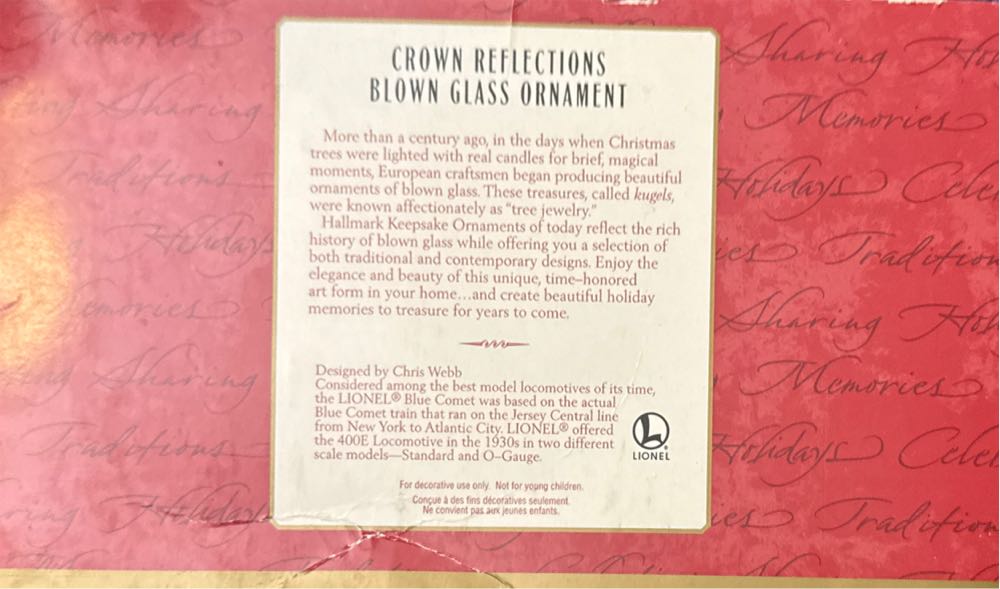 CROWN REFLECTIONS
BLOWN GLASS ORNAMENT
More than a century ago, in the days when Christmas
trees were lighted with real candles for brief, magical
moments, European craftsmen began producing beautiful
ornaments of blown glass. These treasures, called kugels,
were known affectionately as "tree jewelry."
Hallmark Keepsake Ornaments of today reflect the rich
history of blown glass while offering you a selection of
both traditional and contemporary designs. Enjoy the
elegance and beauty of this unique, time–honored
art form in your home...and create beautiful holiday
memories to treasure for years to come.
Designed by Chris Webb
Considered among the best model locomotives of its time,
the LIONEL® Blue Comet was based on the actual
Blue Comet train that ran on the Jersey Central line
from New York to Atlantic City. LIONEL® offered
the 400E Locomotive in the 1930s in two different
scale models—Standard and O–Gauge.
L
LIONEL
For decorative use only. Not for young children.
Conçue à des fins décoratives seulement.
Ne convient pas aux jeunes enfants.
Memories
Sharing
Traditions
Holidays
Memories
Sharing
Traditions
Holidays
Sharing
Memories
Holidays
Tradition
Sharing
Memories
Holidays
Tradition